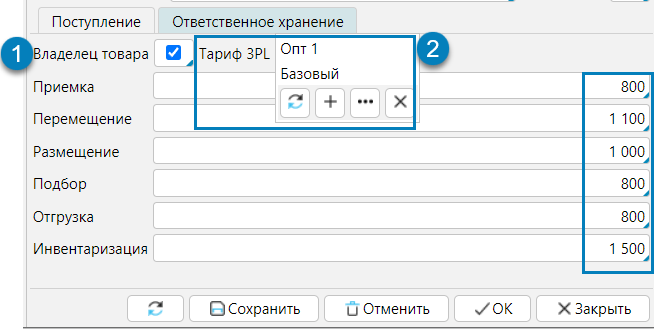 Поступление Ответственное хранение
1 Владелец товара Тариф 3PL Опт 1 2
Базовый
Приемка 800
Перемещение 1 100
Размещение 1 000
Подбор 800
Отгрузка 800
Инвентаризация 1 500
Сохранить Отменить ОК Закрыть